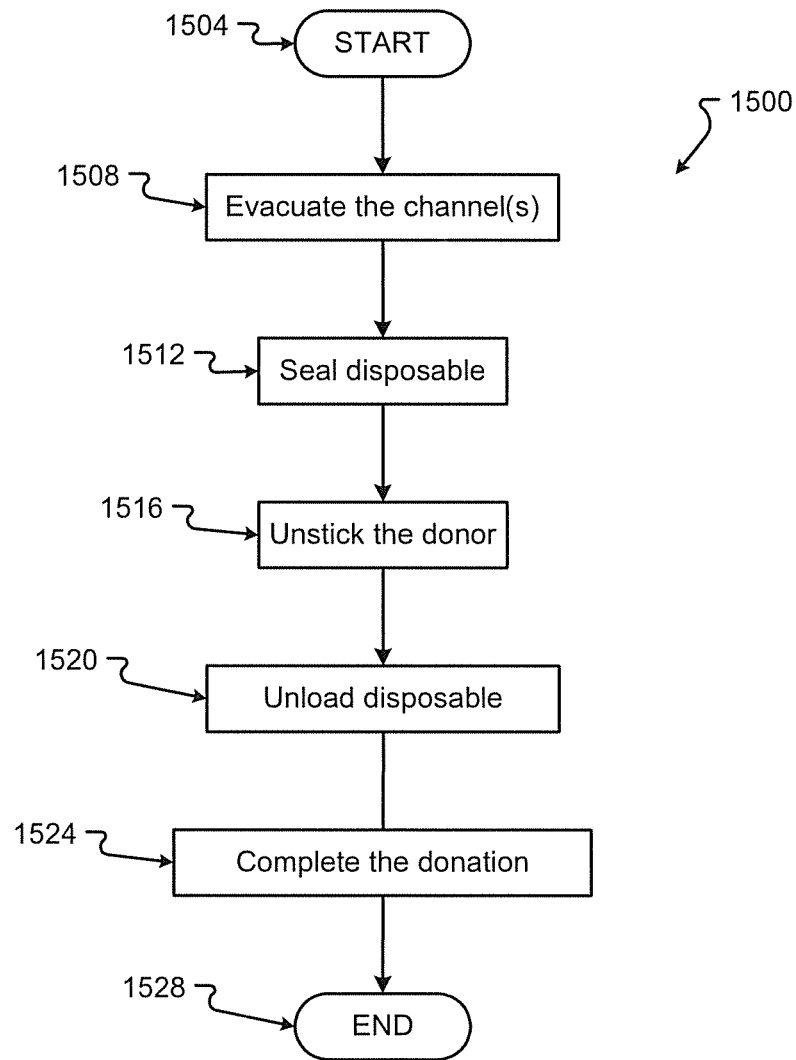 1504
START
1500
1508
Evacuate the channel(s)
1512
Seal disposable
1516
Unstick the donor
1520
Unload disposable
1524
Complete the donation
1528
END